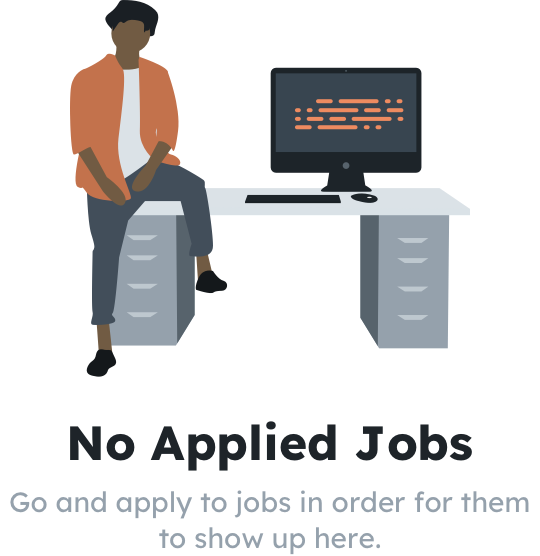 No Applied Jobs
Go and apply to jobs in order for them
to show up here.